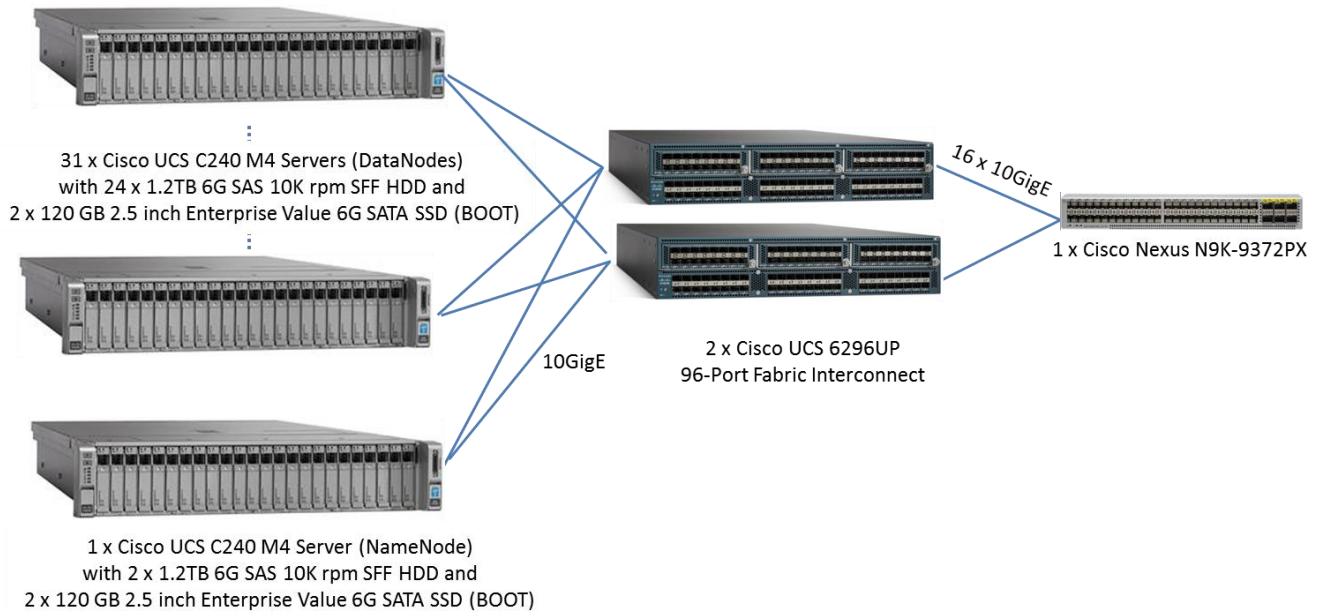 31 x Cisco UCS C240 M4 Servers (DataNodes)
with 24 x 1.2TB 6G SAS 10K rpm SFF HDD and
2 x 120 GB 2.5 inch Enterprise Value 6G SATA SSD (BOOT)
16 x 10GigE
1 x Cisco Nexus N9K-9372PX
10GigE
2 x Cisco UCS 6296UP
96-Port Fabric Interconnect
1 x Cisco UCS C240 M4 Server (NameNode)
with 2 x 1.2TB 6G SAS 10K rpm SFF HDD and
2 x 120 GB 2.5 inch Enterprise Value 6G SATA SSD (BOOT)